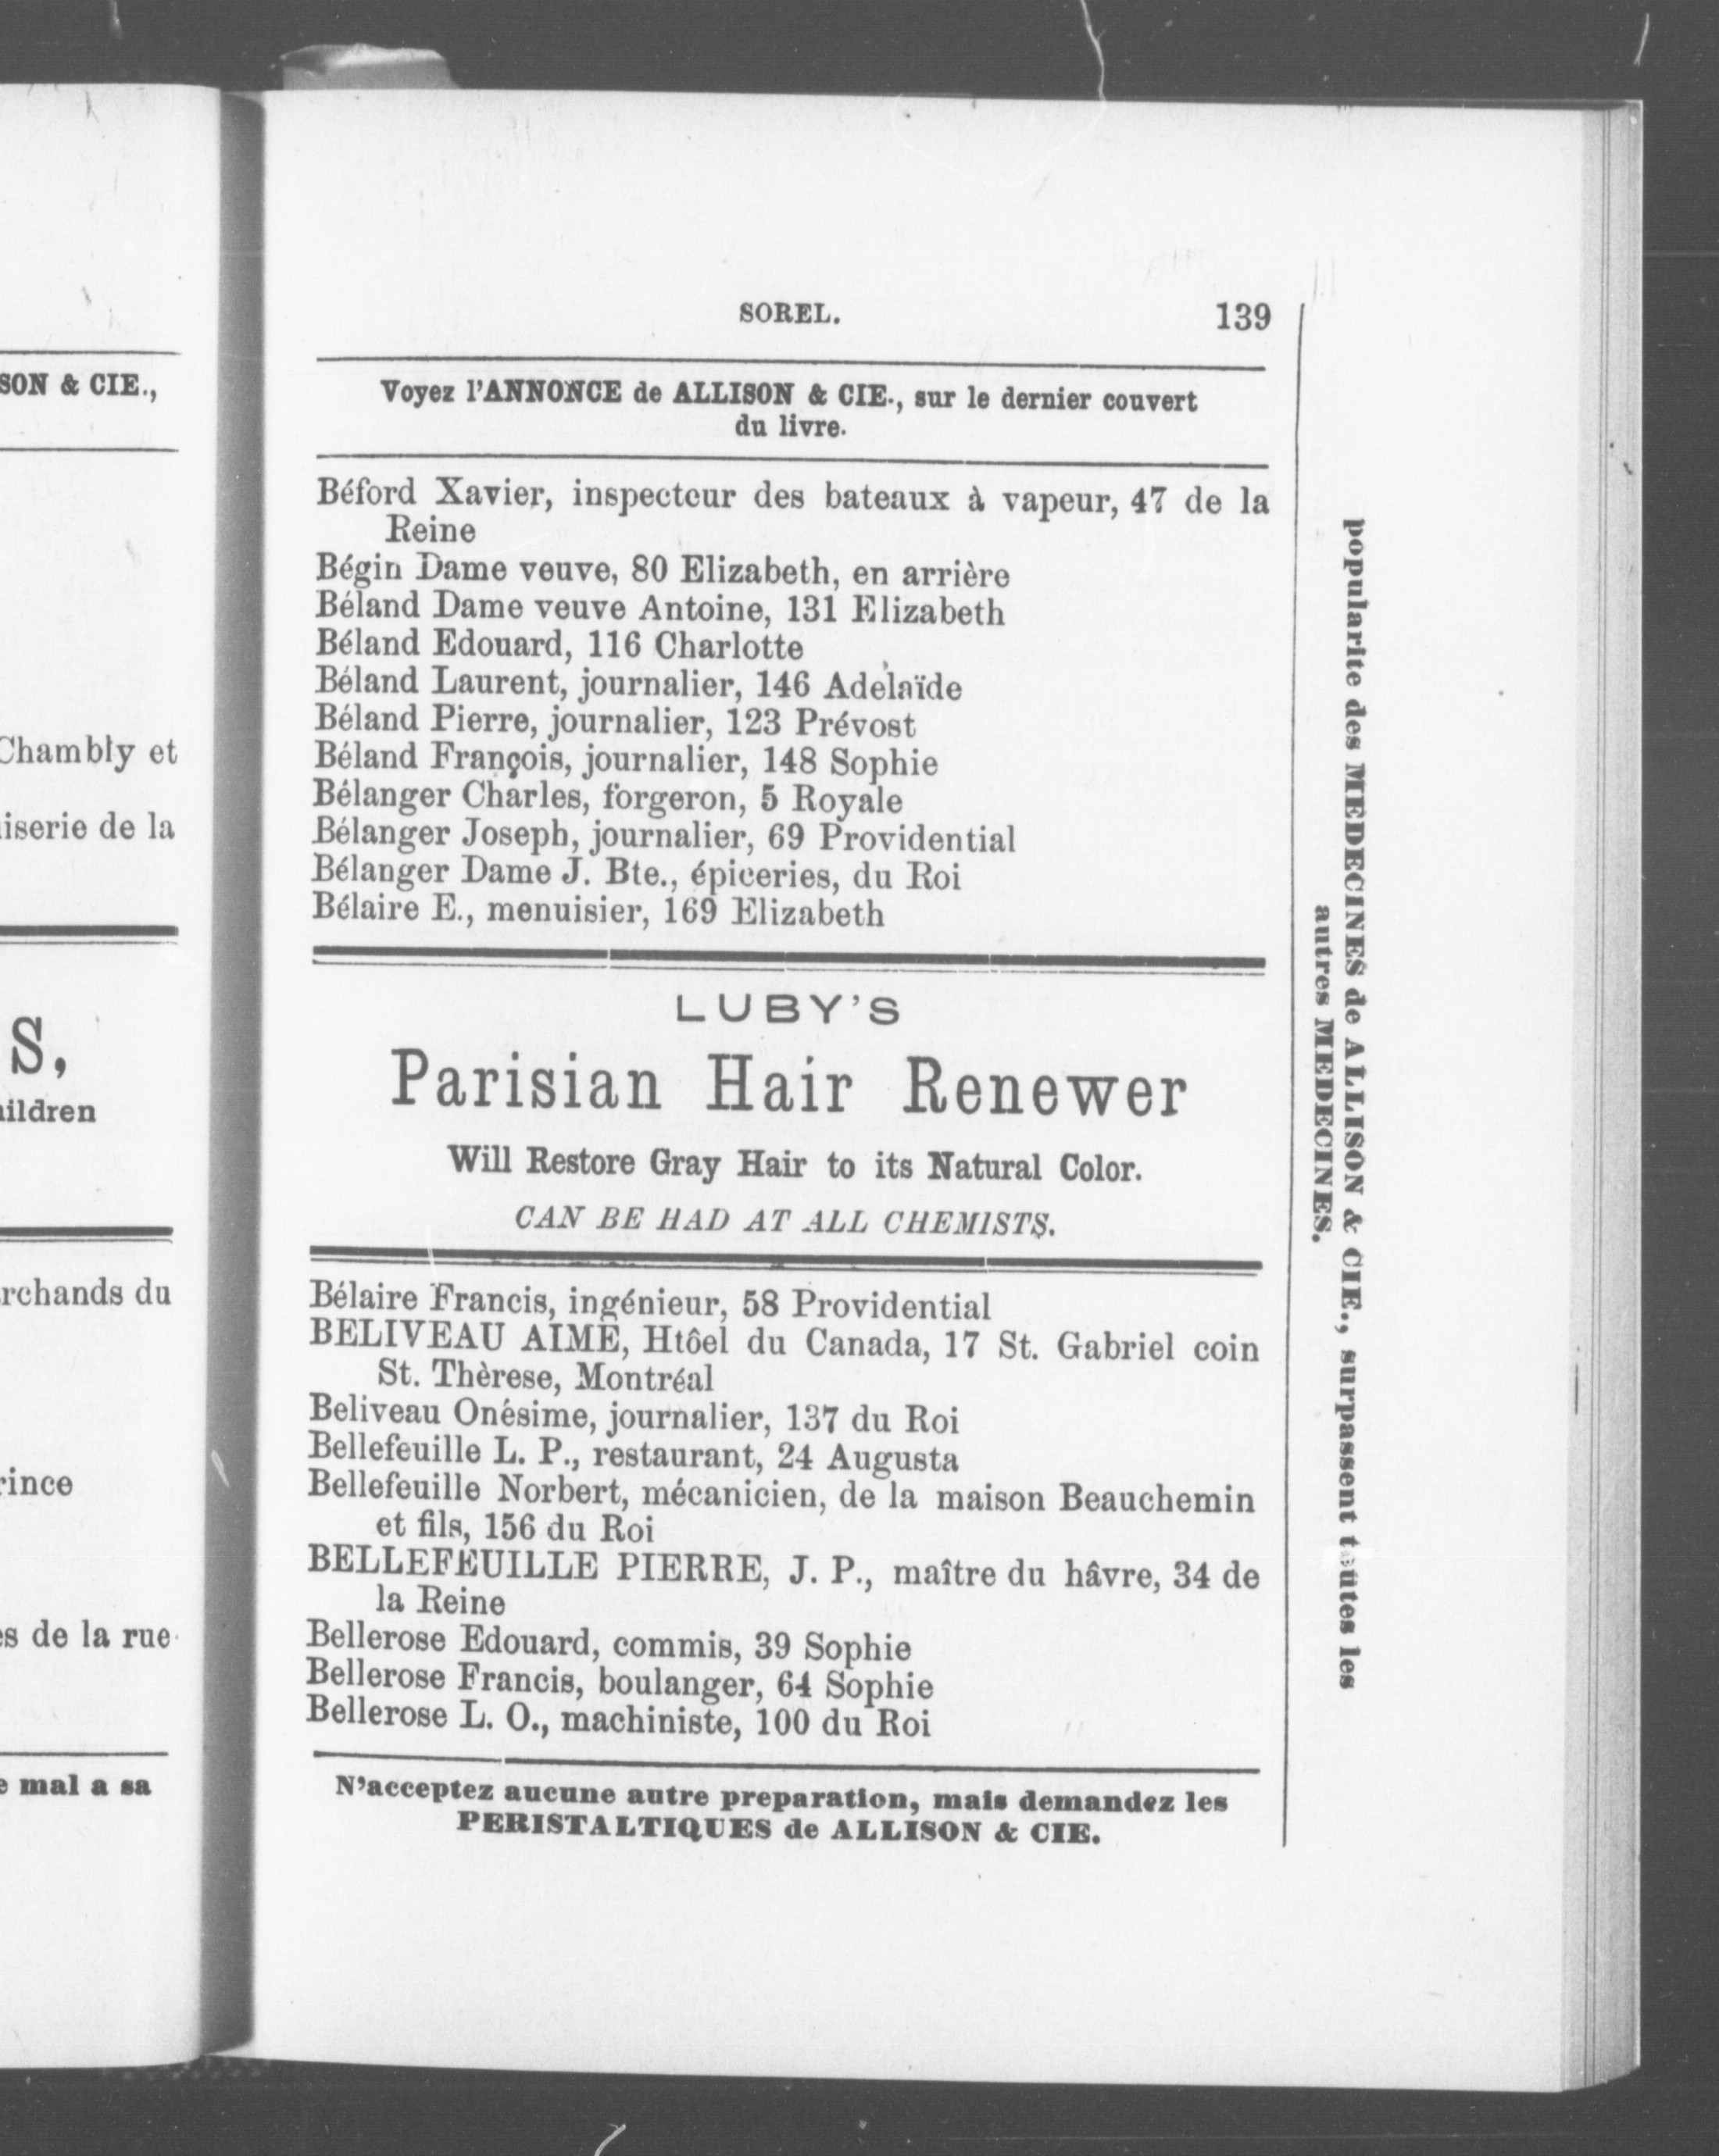 SON & CIE.,
Chambly et
iserie de la
S,
ildren
rchands du
rince
es de la rue
e mal a sa
SOREL. 139
Voyez l'ANNONCE de ALLISON & CIE., sur le dernier couvert
du livre.
Béford Xavier, inspecteur des bateaux à vapeur, 47 de la
Reine
Bégin Dame veuve, 80 Elizabeth, en arrière
Béland Dame veuve Antoine, 131 Elizabeth
Béland Edouard, 116 Charlotte
Béland Laurent, journalier, 146 Adelaïde
Béland Pierre, journalier, 123 Prévost
Béland François, journalier, 148 Sophie
Bélanger Charles, forgeron, 5 Royale
Bélanger Joseph, journalier, 69 Providential
Bélanger Dame J. Bte., épiceries, du Roi
Bélaire E., menuisier, 169 Elizabeth
LUBY'S
Parisian Hair Renewer
Will Restore Gray Hair to its Natural Color.
CAN BE HAD AT ALL CHEMISTS.
Bélaire Francis, ingénieur, 58 Providential
BELIVEAU AIMÉ, Htôel du Canada, 17 St. Gabriel coin
St. Thèrese, Montréal
Beliveau Onésime, journalier, 137 du Roi
Bellefeuille L. P., restaurant, 24 Augusta
Bellefeuille Norbert, mécanicien, de la maison Beauchemin
et fils, 156 du Roi
BELLEFEUILLE PIERRE, J. P., maître du hâvre, 34 de
la Reine
Bellerose Edouard, commis, 39 Sophie
Bellerose Francis, boulanger, 64 Sophie
Bellerose L. O., machiniste, 100 du Roi
N'acceptez aucune autre preparation, mais demandez les
PERISTALTIQUES de ALLISON & CIE.
popularite des MEDECINES de ALLISON & CIE., surpassent toutes les
autres MEDECINES.